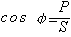 cos φ = P/S